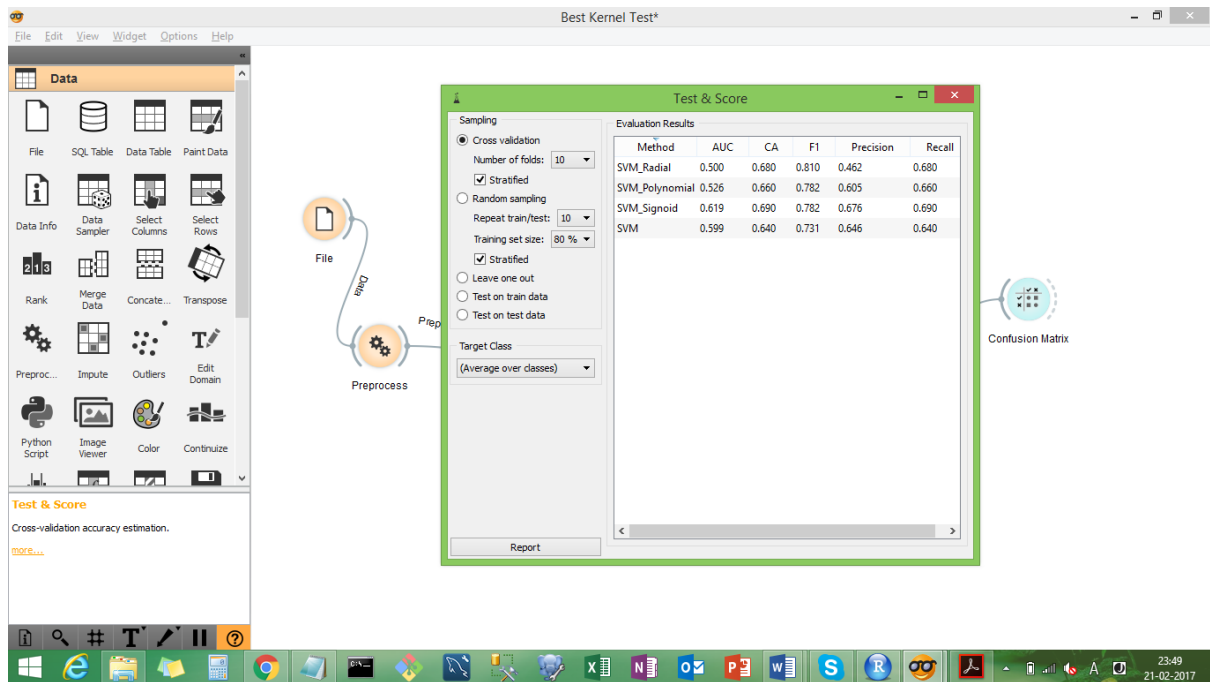 Best Kernel Test*
File Edit View Widget Options Help
Data
File SQL Table Data Table Paint Data
Data Info Data Sampler Select Columns Select Rows
Rank Merge Data Concate... Transpose
Preproc... Impute Outliers Edit Domain
Python Script Image Viewer Color Continuize
Test & Score
Cross-validation accuracy estimation.
more...
File
Data
Preprocess
Prep
Confusion Matrix
Test & Score
Sampling
Cross validation
Number of folds: 10
Stratified
Random sampling
Repeat train/test: 10
Training set size: 80 %
Stratified
Leave one out
Test on train data
Test on test data
Target Class
(Average over classes)
Report
Evaluation Results
Method AUC CA F1 Precision Recall
SVM_Radial 0.500 0.680 0.810 0.462 0.680
SVM_Polynomial 0.526 0.660 0.782 0.605 0.660
SVM_Signoid 0.619 0.690 0.782 0.676 0.690
SVM 0.599 0.640 0.731 0.646 0.640
23:49
21-02-2017